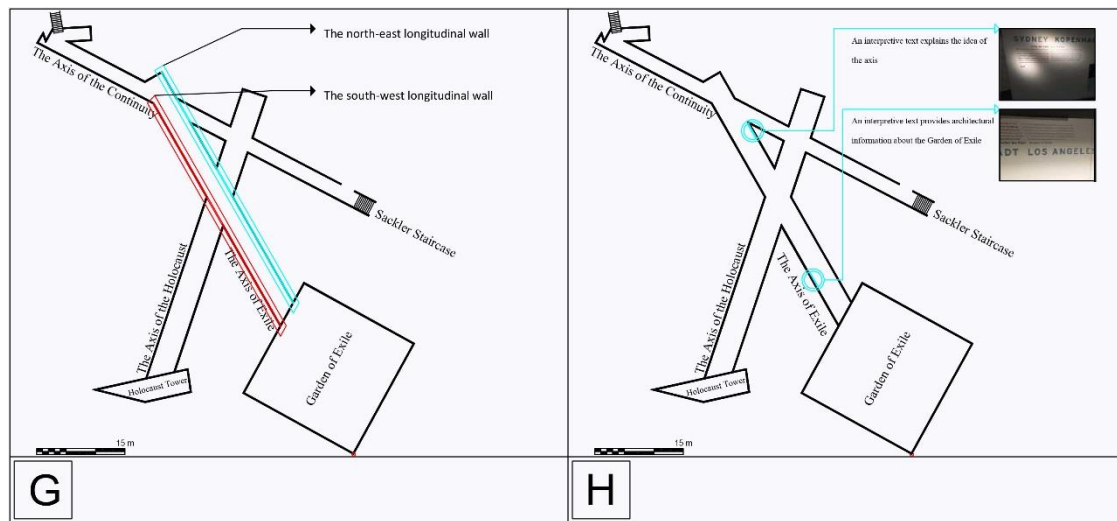 The north-east longitudinal wall
The south-west longitudinal wall
The Axis of the Continuity
Sackler Staircase
The Axis of the Holocaust
The Axis of Exile
Garden of Exile
Holocaust Tower
15 m
G
An interpretive text explains the idea of
the axis
SYDNEY KOPENHA
An interpretive text provides architectural
information about the Garden of Exile
ADT LOS ANGELES
The Axis of the Continuity
Sackler Staircase
The Axis of the Holocaust
The Axis of Exile
Garden of Exile
Holocaust Tower
15 m
H